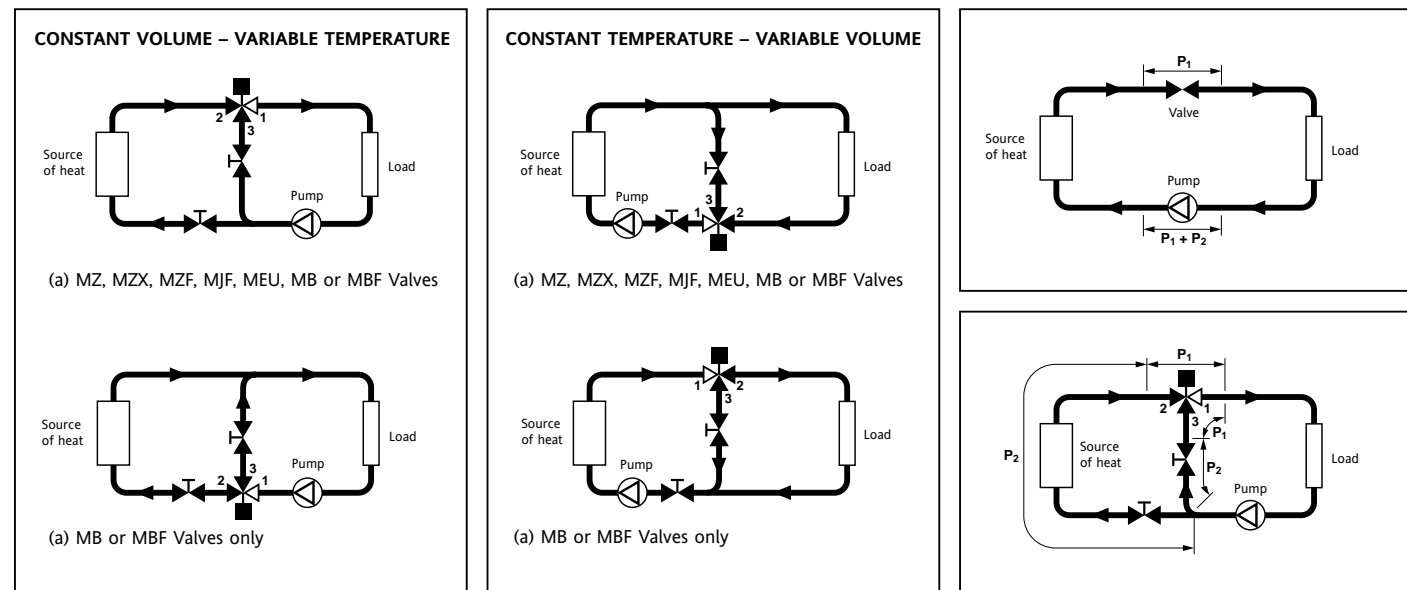 CONSTANT VOLUME – VARIABLE TEMPERATURE
2
1
3
Source
of heat
Load
Pump
(a) MZ, MZX, MZF, MJF, MEU, MB or MBF Valves
Source
of heat
Load
3
2
1
Pump
(a) MB or MBF Valves only
CONSTANT TEMPERATURE – VARIABLE VOLUME
Source
of heat
Load
Pump
3
1
2
(a) MZ, MZX, MZF, MJF, MEU, MB or MBF Valves
1
2
3
Source
of heat
Load
Pump
(a) MB or MBF Valves only
P1
Valve
Source
of heat
Load
Pump
P1 + P2
P1
2
1
3
P1
P2
Source
of heat
P2
Load
Pump